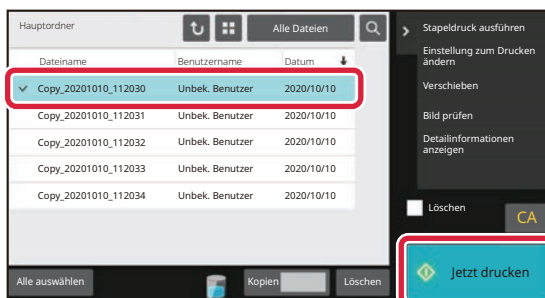 Hauptordner
Alle Dateien
Dateiname Benutzername Datum
Copy_20201010_112030 Unbek. Benutzer 2020/10/10
Copy_20201010_112031 Unbek. Benutzer 2020/10/10
Copy_20201010_112032 Unbek. Benutzer 2020/10/10
Copy_20201010_112033 Unbek. Benutzer 2020/10/10
Copy_20201010_112034 Unbek. Benutzer 2020/10/10
Alle auswählen
Kopien
Löschen
Stapeldruck ausführen
Einstellung zum Drucken
ändern
Verschieben
Bild prüfen
Detailinformationen
anzeigen
Löschen
CA
Jetzt drucken